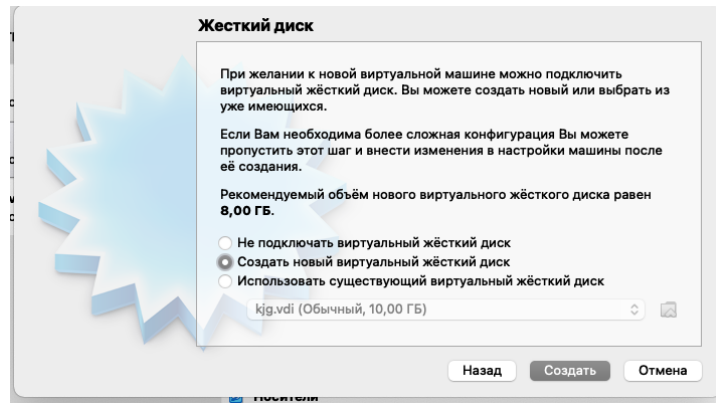 Жесткий диск
При желании к новой виртуальной машине можно подключить
виртуальный жёсткий диск. Вы можете создать новый или выбрать из
уже имеющихся.
Если Вам необходима более сложная конфигурация Вы можете
пропустить этот шаг и внести изменения в настройки машины после
её создания.
Рекомендуемый объём нового виртуального жёсткого диска равен
8,00 ГБ.
Не подключать виртуальный жёсткий диск
Создать новый виртуальный жёсткий диск
Использовать существующий виртуальный жёсткий диск
kjg.vdi (Обычный, 10,00 ГБ)
Назад Создать Отмена
Носители